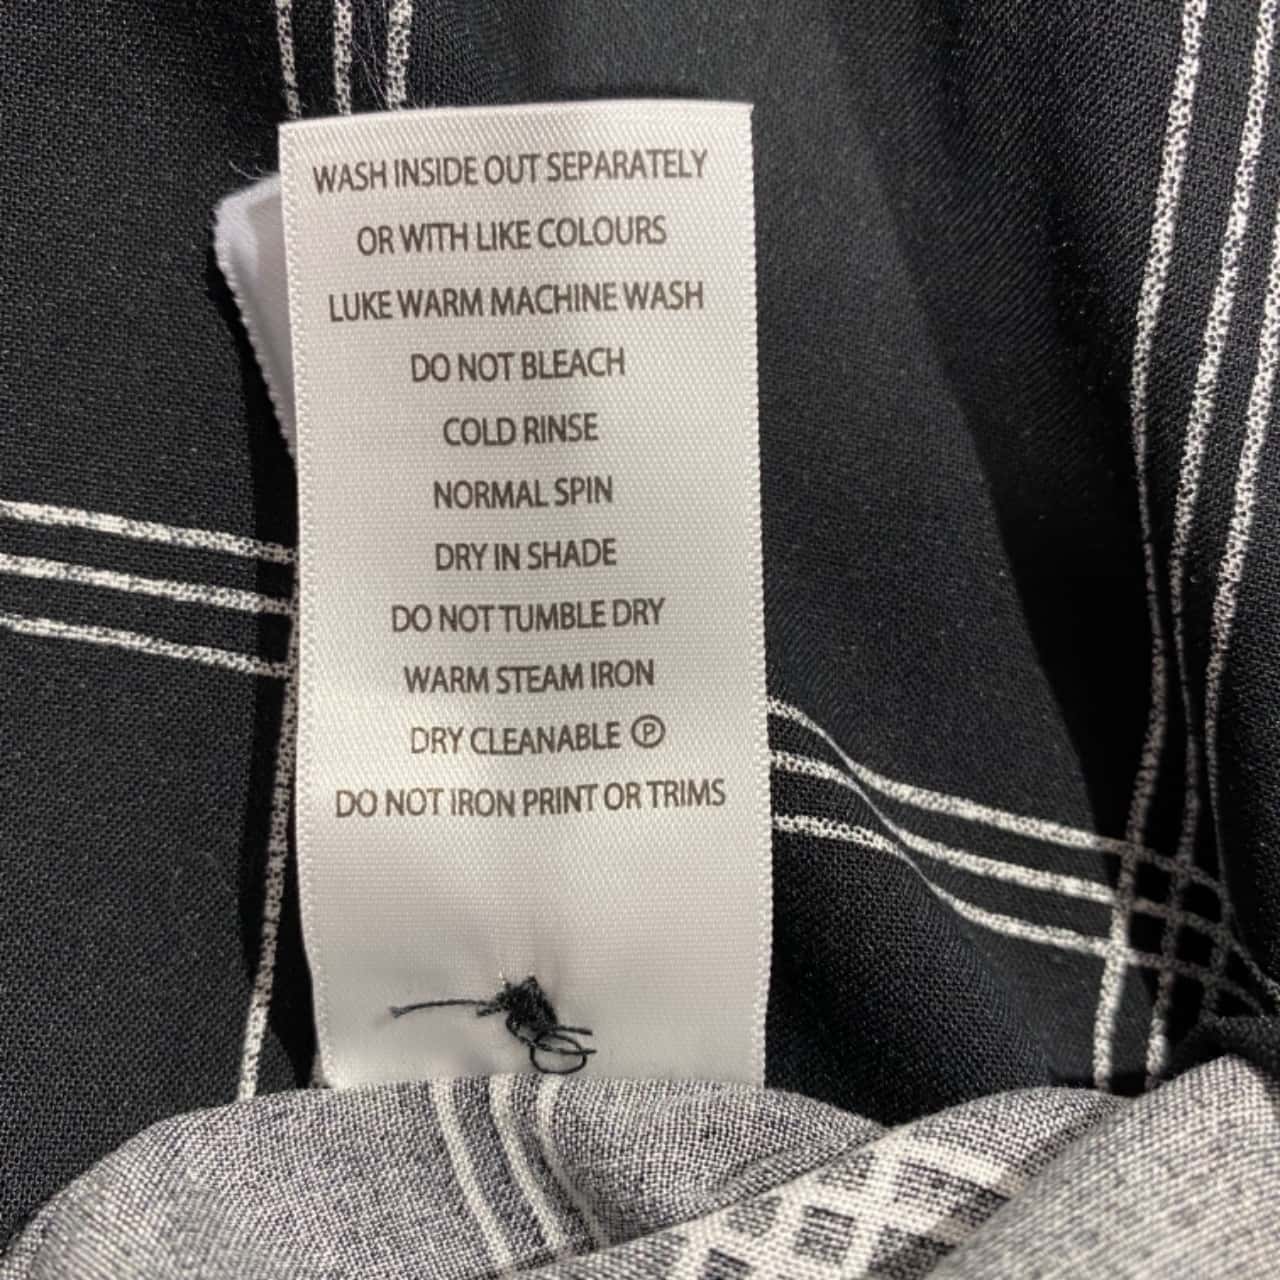 WASH INSIDE OUT SEPARATELY
OR WITH LIKE COLOURS
LUKE WARM MACHINE WASH
DO NOT BLEACH
COLD RINSE
NORMAL SPIN
DRY IN SHADE
DO NOT TUMBLE DRY
WARM STEAM IRON
DRY CLEANABLE Ⓟ
DO NOT IRON PRINT OR TRIMS